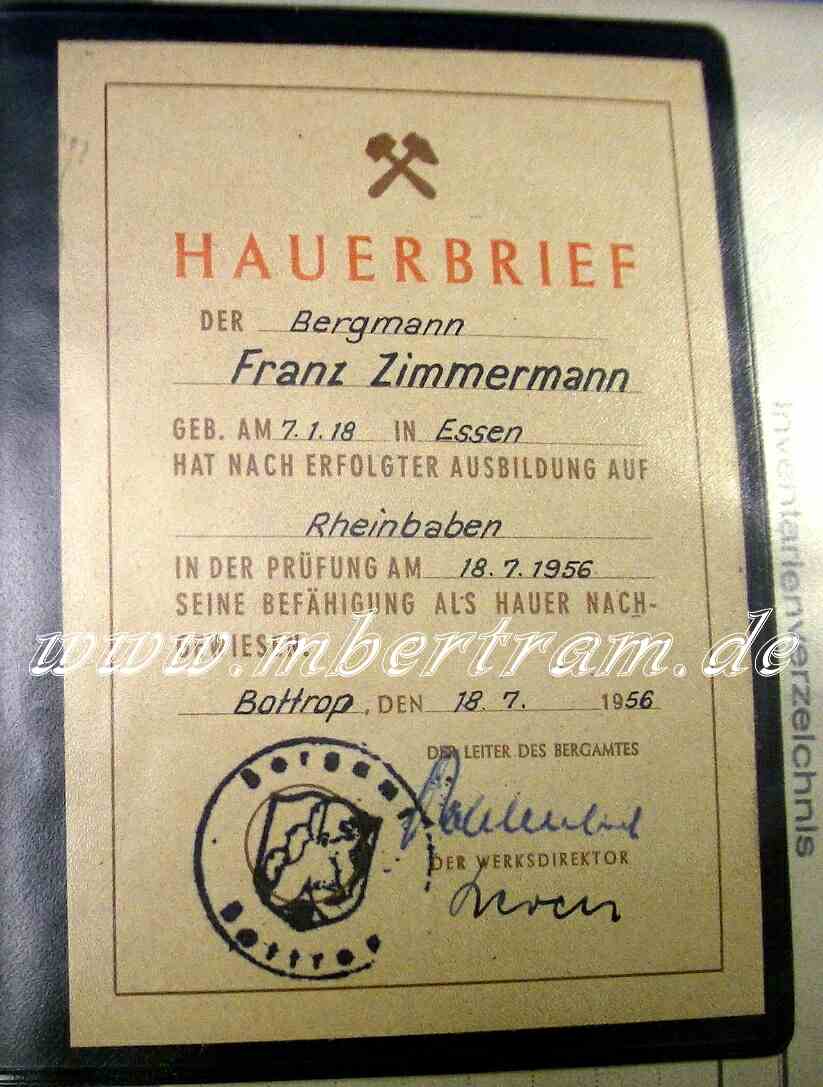 HAUERBRIEF
DER Bergmann
Franz Zimmermann
GEB. AM 7.1.18 IN Essen
HAT NACH ERFOLGTER AUSBILDUNG AUF
Rheinbaben
IN DER PRÜFUNG AM 18.7.1956
SEINE BEFÄHIGUNG ALS HAUER NACH-
GEWIESEN.
www.mbertram.de
Bottrop, DEN 18. 7. 1956
DER LEITER DES BERGAMTES
DER WERKSDIREKTOR
Bergamt
Bottrop
Inventarienverzeichnis